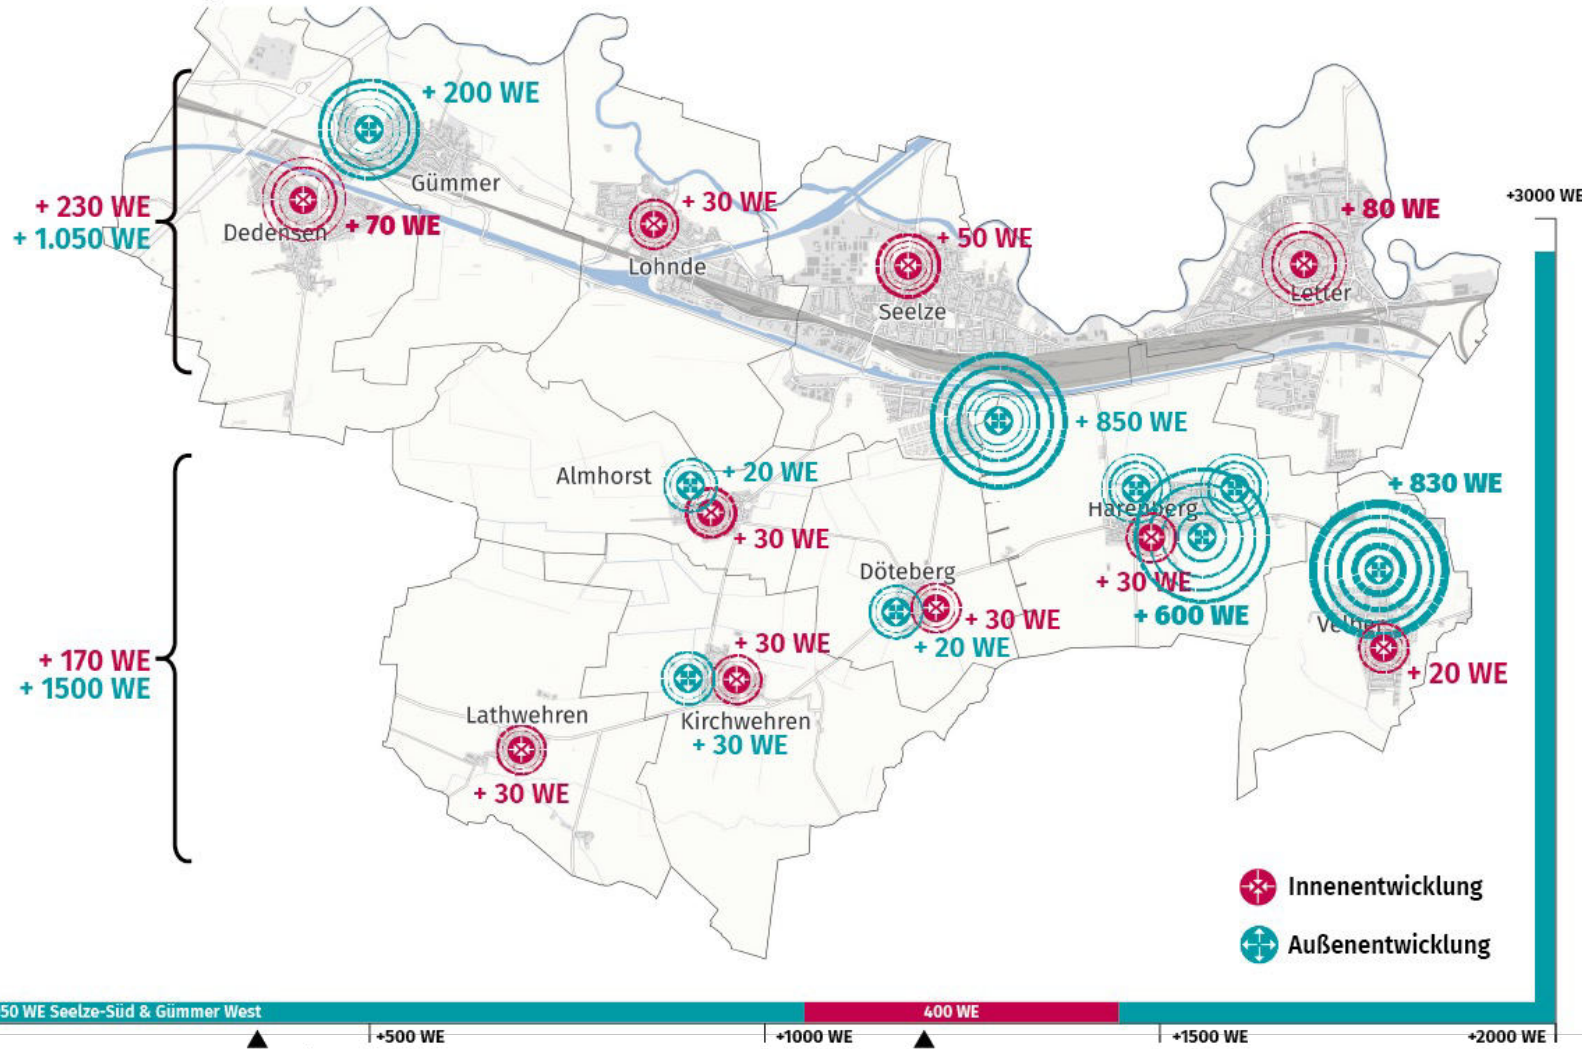 + 200 WE
Gümmer
+ 230 WE
+ 1.050 WE
Dedensen
+ 70 WE
+ 30 WE
Lohnde
+ 50 WE
Seelze
+ 80 WE
Letter
+3000 WE
+ 850 WE
Almhorst
+ 20 WE
+ 30 WE
Harenberg
+ 30 WE
+ 600 WE
+ 830 WE
Velber
+ 20 WE
Döteberg
+ 30 WE
+ 20 WE
+ 170 WE
+ 1500 WE
+ 30 WE
Kirchwehren
+ 30 WE
Lathwehren
+ 30 WE
Innenentwicklung
Außenentwicklung
50 WE Seelze-Süd & Gümmer West
400 WE
+500 WE
+1000 WE
+1500 WE
+2000 WE